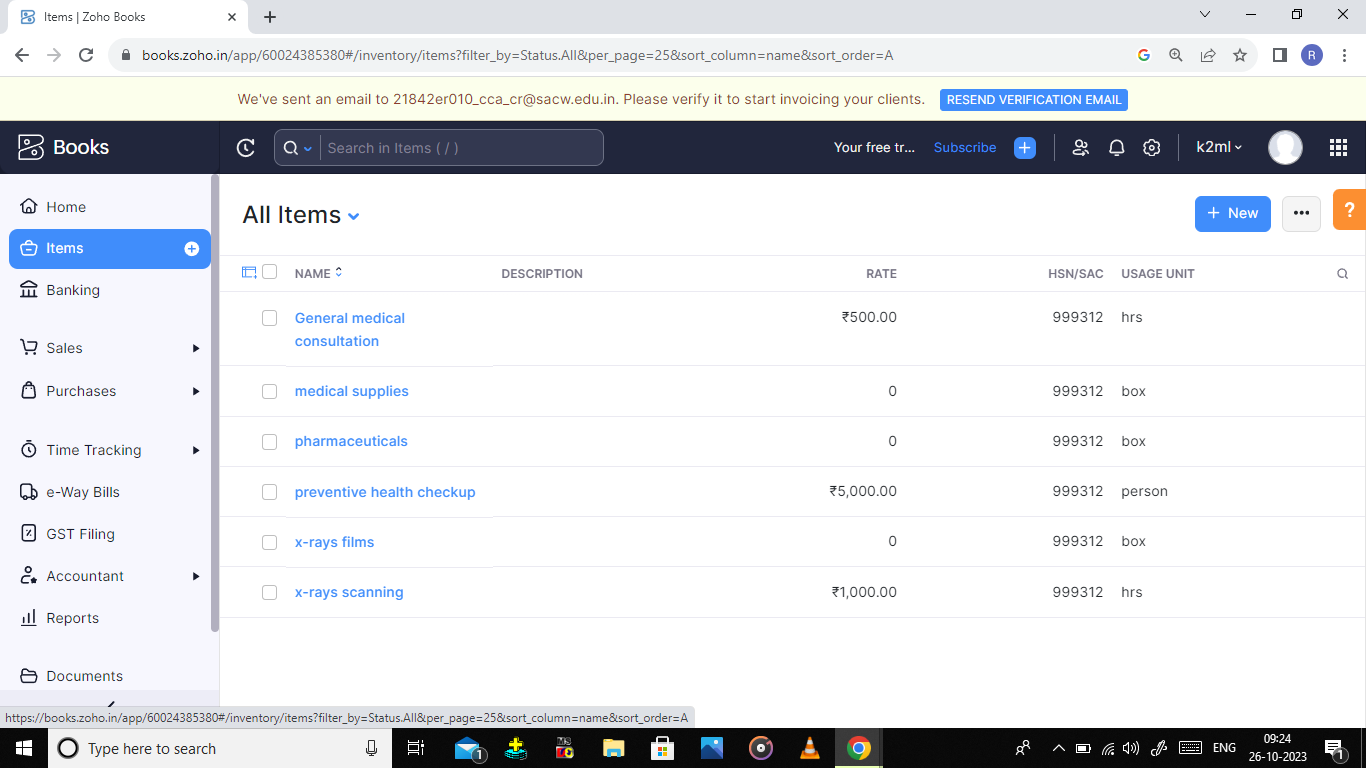 Items | Zoho Books
books.zoho.in/app/60024385380#/inventory/items?filter_by=Status.All&per_page=25&sort_column=name&sort_order=A
R
We've sent an email to 21842er010_cca_cr@sacw.edu.in. Please verify it to start invoicing your clients. RESEND VERIFICATION EMAIL
Books
Search in Items ( / )
Your free tr... Subscribe
k2ml
Home
Items
Banking
Sales
Purchases
Time Tracking
e-Way Bills
GST Filing
Accountant
Reports
Documents
All Items
+ New
?
NAME DESCRIPTION RATE HSN/SAC USAGE UNIT
General medical consultation ₹500.00 999312 hrs
medical supplies 0 999312 box
pharmaceuticals 0 999312 box
preventive health checkup ₹5,000.00 999312 person
x-rays films 0 999312 box
x-rays scanning ₹1,000.00 999312 hrs
https://books.zoho.in/app/60024385380#/inventory/items?filter_by=Status.All&per_page=25&sort_column=name&sort_order=A
Type here to search
1
ENG
09:24
26-10-2023
1